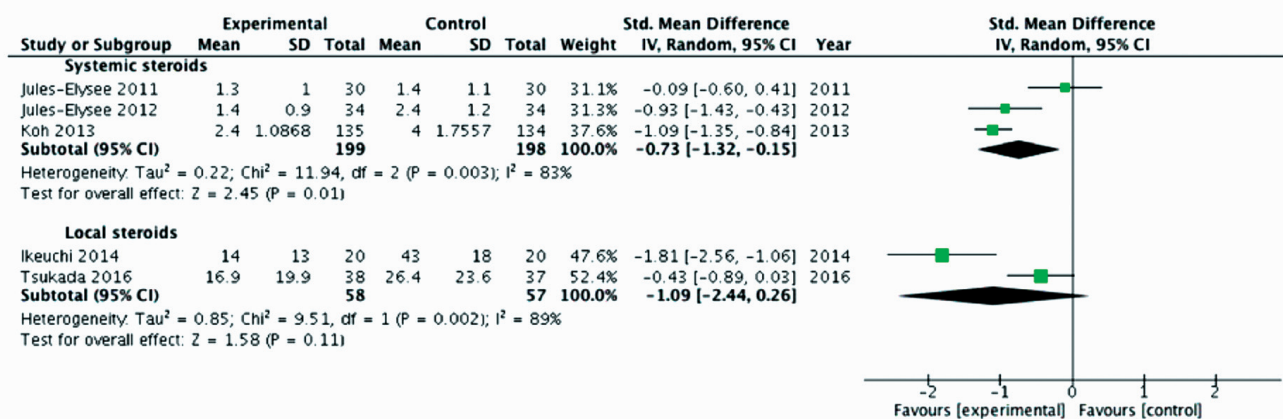 Experimental Control Std. Mean Difference Std. Mean Difference
Study or Subgroup Mean SD Total Mean SD Total Weight IV, Random, 95% CI Year IV, Random, 95% CI
Systemic steroids
Jules-Elysee 2011 1.3 1 30 1.4 1.1 30 31.1% -0.09 [-0.60, 0.41] 2011
Jules-Elysee 2012 1.4 0.9 34 2.4 1.2 34 31.3% -0.93 [-1.43, -0.43] 2012
Koh 2013 2.4 1.0868 135 4 1.7557 134 37.6% -1.09 [-1.35, -0.84] 2013
Subtotal (95% CI) 199 198 100.0% -0.73 [-1.32, -0.15]
Heterogeneity: Tau² = 0.22; Chi² = 11.94, df = 2 (P = 0.003); I² = 83%
Test for overall effect: Z = 2.45 (P = 0.01)
Local steroids
Ikeuchi 2014 14 13 20 43 18 20 47.6% -1.81 [-2.56, -1.06] 2014
Tsukada 2016 16.9 19.9 38 26.4 23.6 37 52.4% -0.43 [-0.89, 0.03] 2016
Subtotal (95% CI) 58 57 100.0% -1.09 [-2.44, 0.26]
Heterogeneity: Tau² = 0.85; Chi² = 9.51, df = 1 (P = 0.002); I² = 89%
Test for overall effect: Z = 1.58 (P = 0.11)
-2 -1 0 1 2
Favours [experimental] Favours [control]